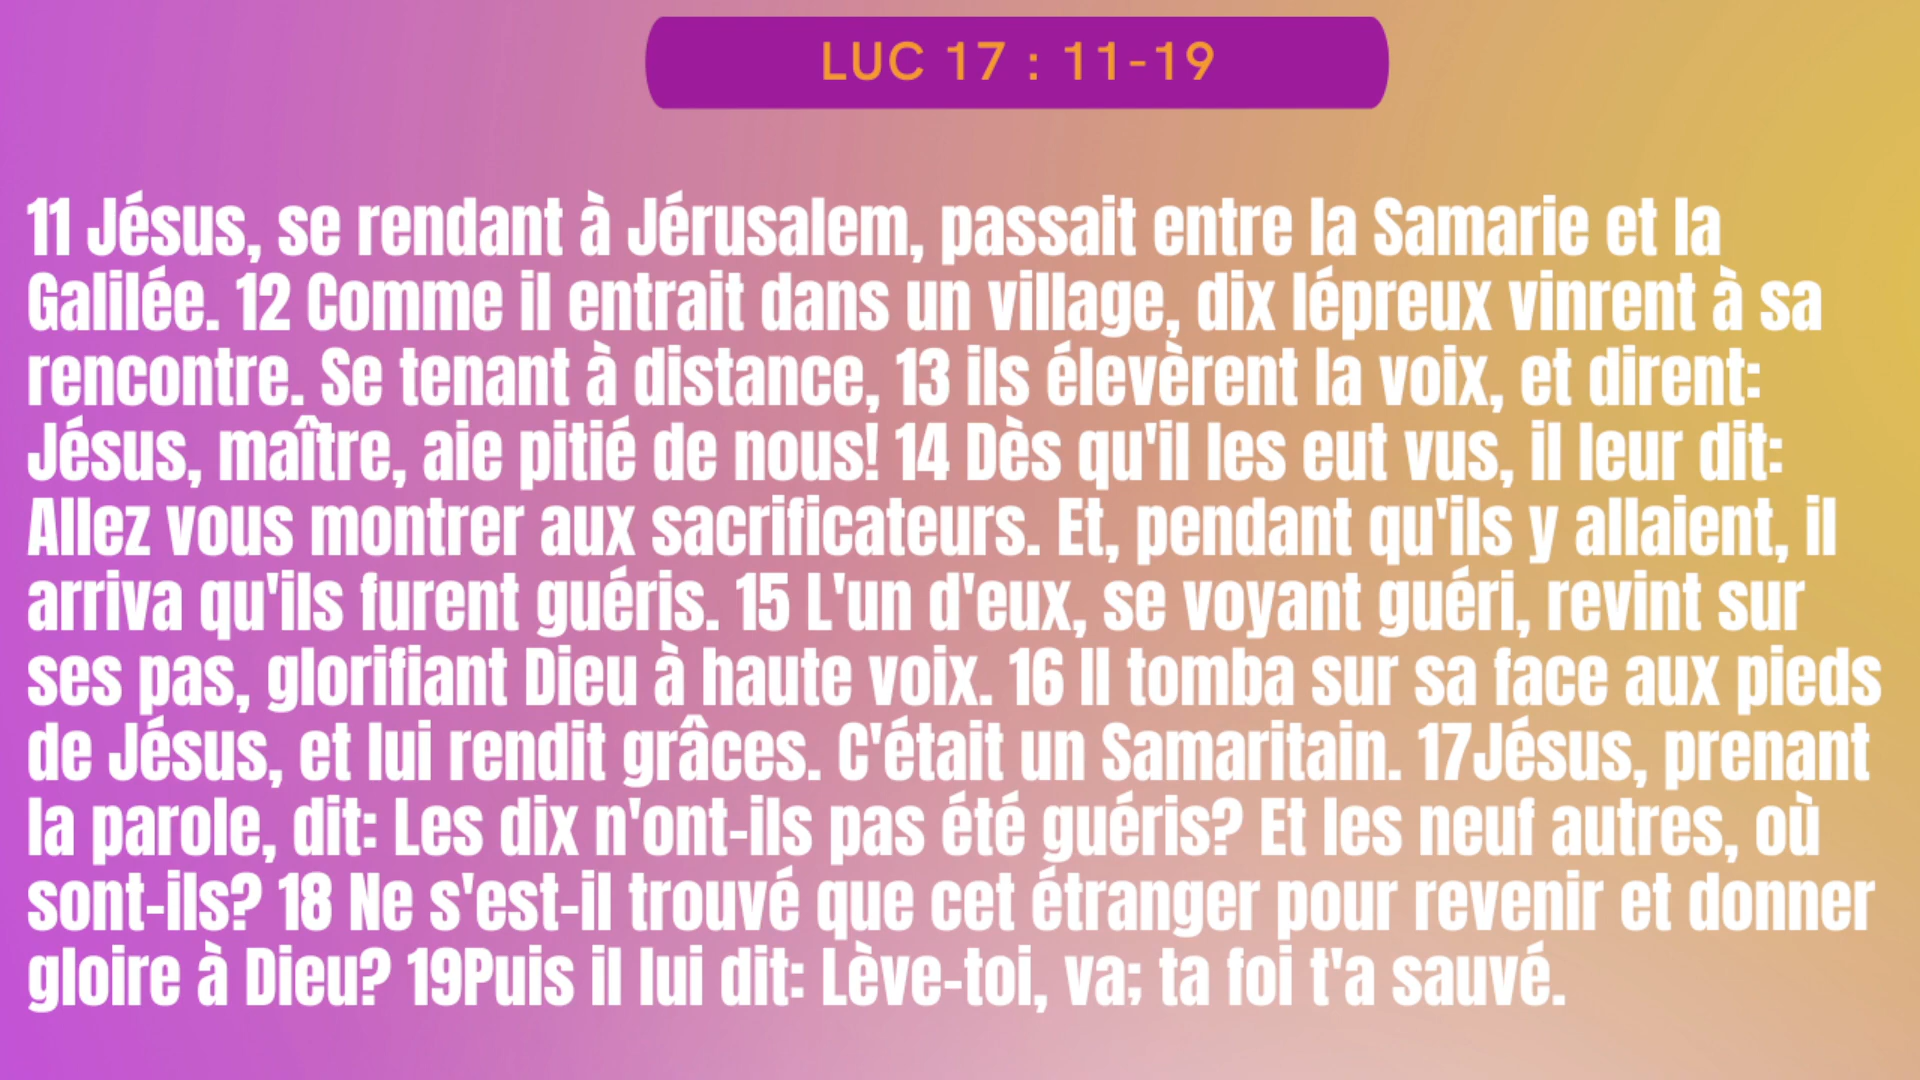 LUC 17 : 11-19
11 Jésus, se rendant à Jérusalem, passait entre la Samarie et la
Galilée. 12 Comme il entrait dans un village, dix lépreux vinrent à sa
rencontre. Se tenant à distance, 13 ils élevèrent la voix, et dirent:
Jésus, maître, aie pitié de nous! 14 Dès qu'il les eut vus, il leur dit:
Allez vous montrer aux sacrificateurs. Et, pendant qu'ils y allaient, il
arriva qu'ils furent guéris. 15 L'un d'eux, se voyant guéri, revint sur
ses pas, glorifiant Dieu à haute voix. 16 Il tomba sur sa face aux pieds
de Jésus, et lui rendit grâces. C'était un Samaritain. 17Jésus, prenant
la parole, dit: Les dix n'ont-ils pas été guéris? Et les neuf autres, où
sont-ils? 18 Ne s'est-il trouvé que cet étranger pour revenir et donner
gloire à Dieu? 19Puis il lui dit: Lève-toi, va; ta foi t'a sauvé.